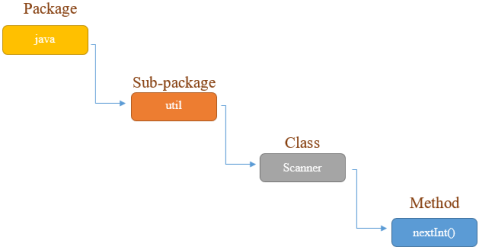 Package
java
Sub-package
util
Class
Scanner
Method
nextInt()